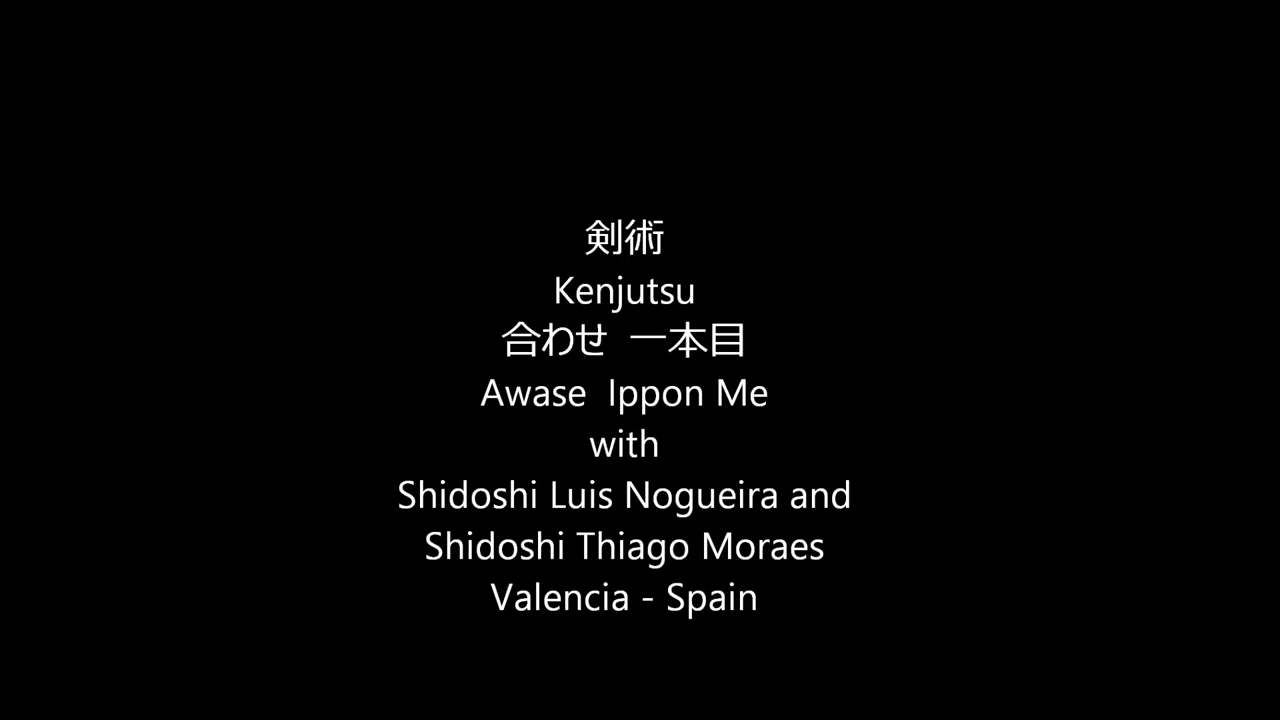 剣術
Kenjutsu
合わせ 一本目
Awase Ippon Me
with
Shidoshi Luis Nogueira and
Shidoshi Thiago Moraes
Valencia - Spain